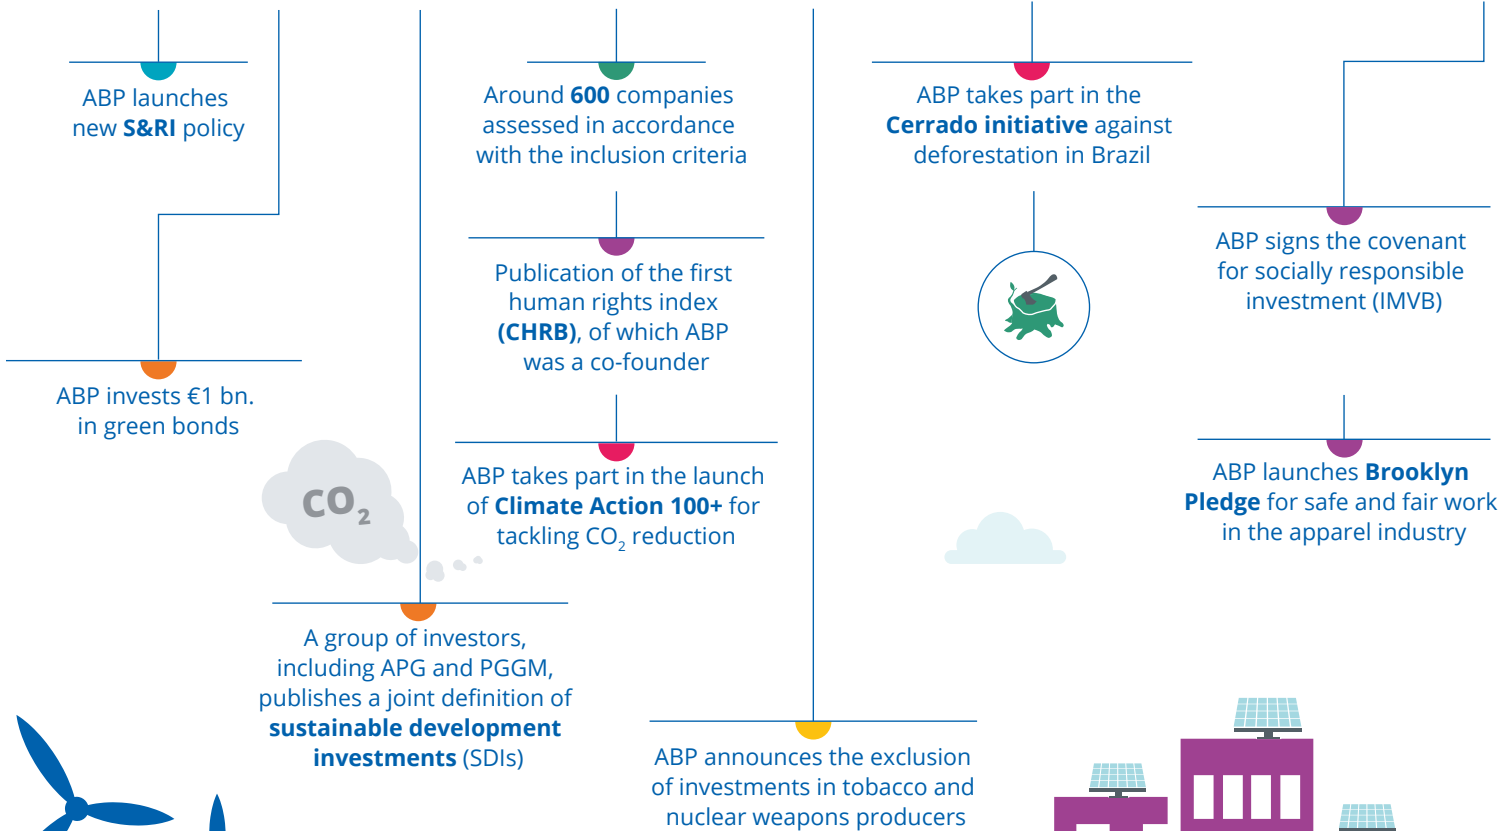 ABP launches
new S&RI policy
ABP invests €1 bn.
in green bonds
CO2
A group of investors,
including APG and PGGM,
publishes a joint definition of
sustainable development
investments (SDIs)
Around 600 companies
assessed in accordance
with the inclusion criteria
Publication of the first
human rights index
(CHRB), of which ABP
was a co-founder
ABP takes part in the launch
of Climate Action 100+ for
tackling CO2 reduction
ABP announces the exclusion
of investments in tobacco and
nuclear weapons producers
ABP takes part in the
Cerrado initiative against
deforestation in Brazil
ABP signs the covenant
for socially responsible
investment (IMVB)
ABP launches Brooklyn
Pledge for safe and fair work
in the apparel industry